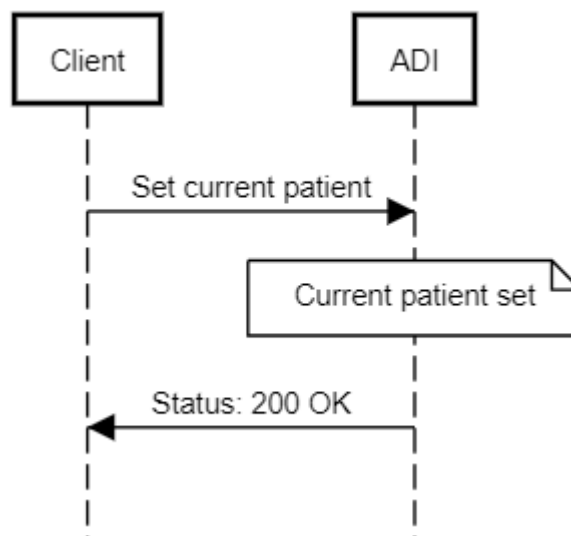 Client
ADI
Set current patient
Current patient set
Status: 200 OK